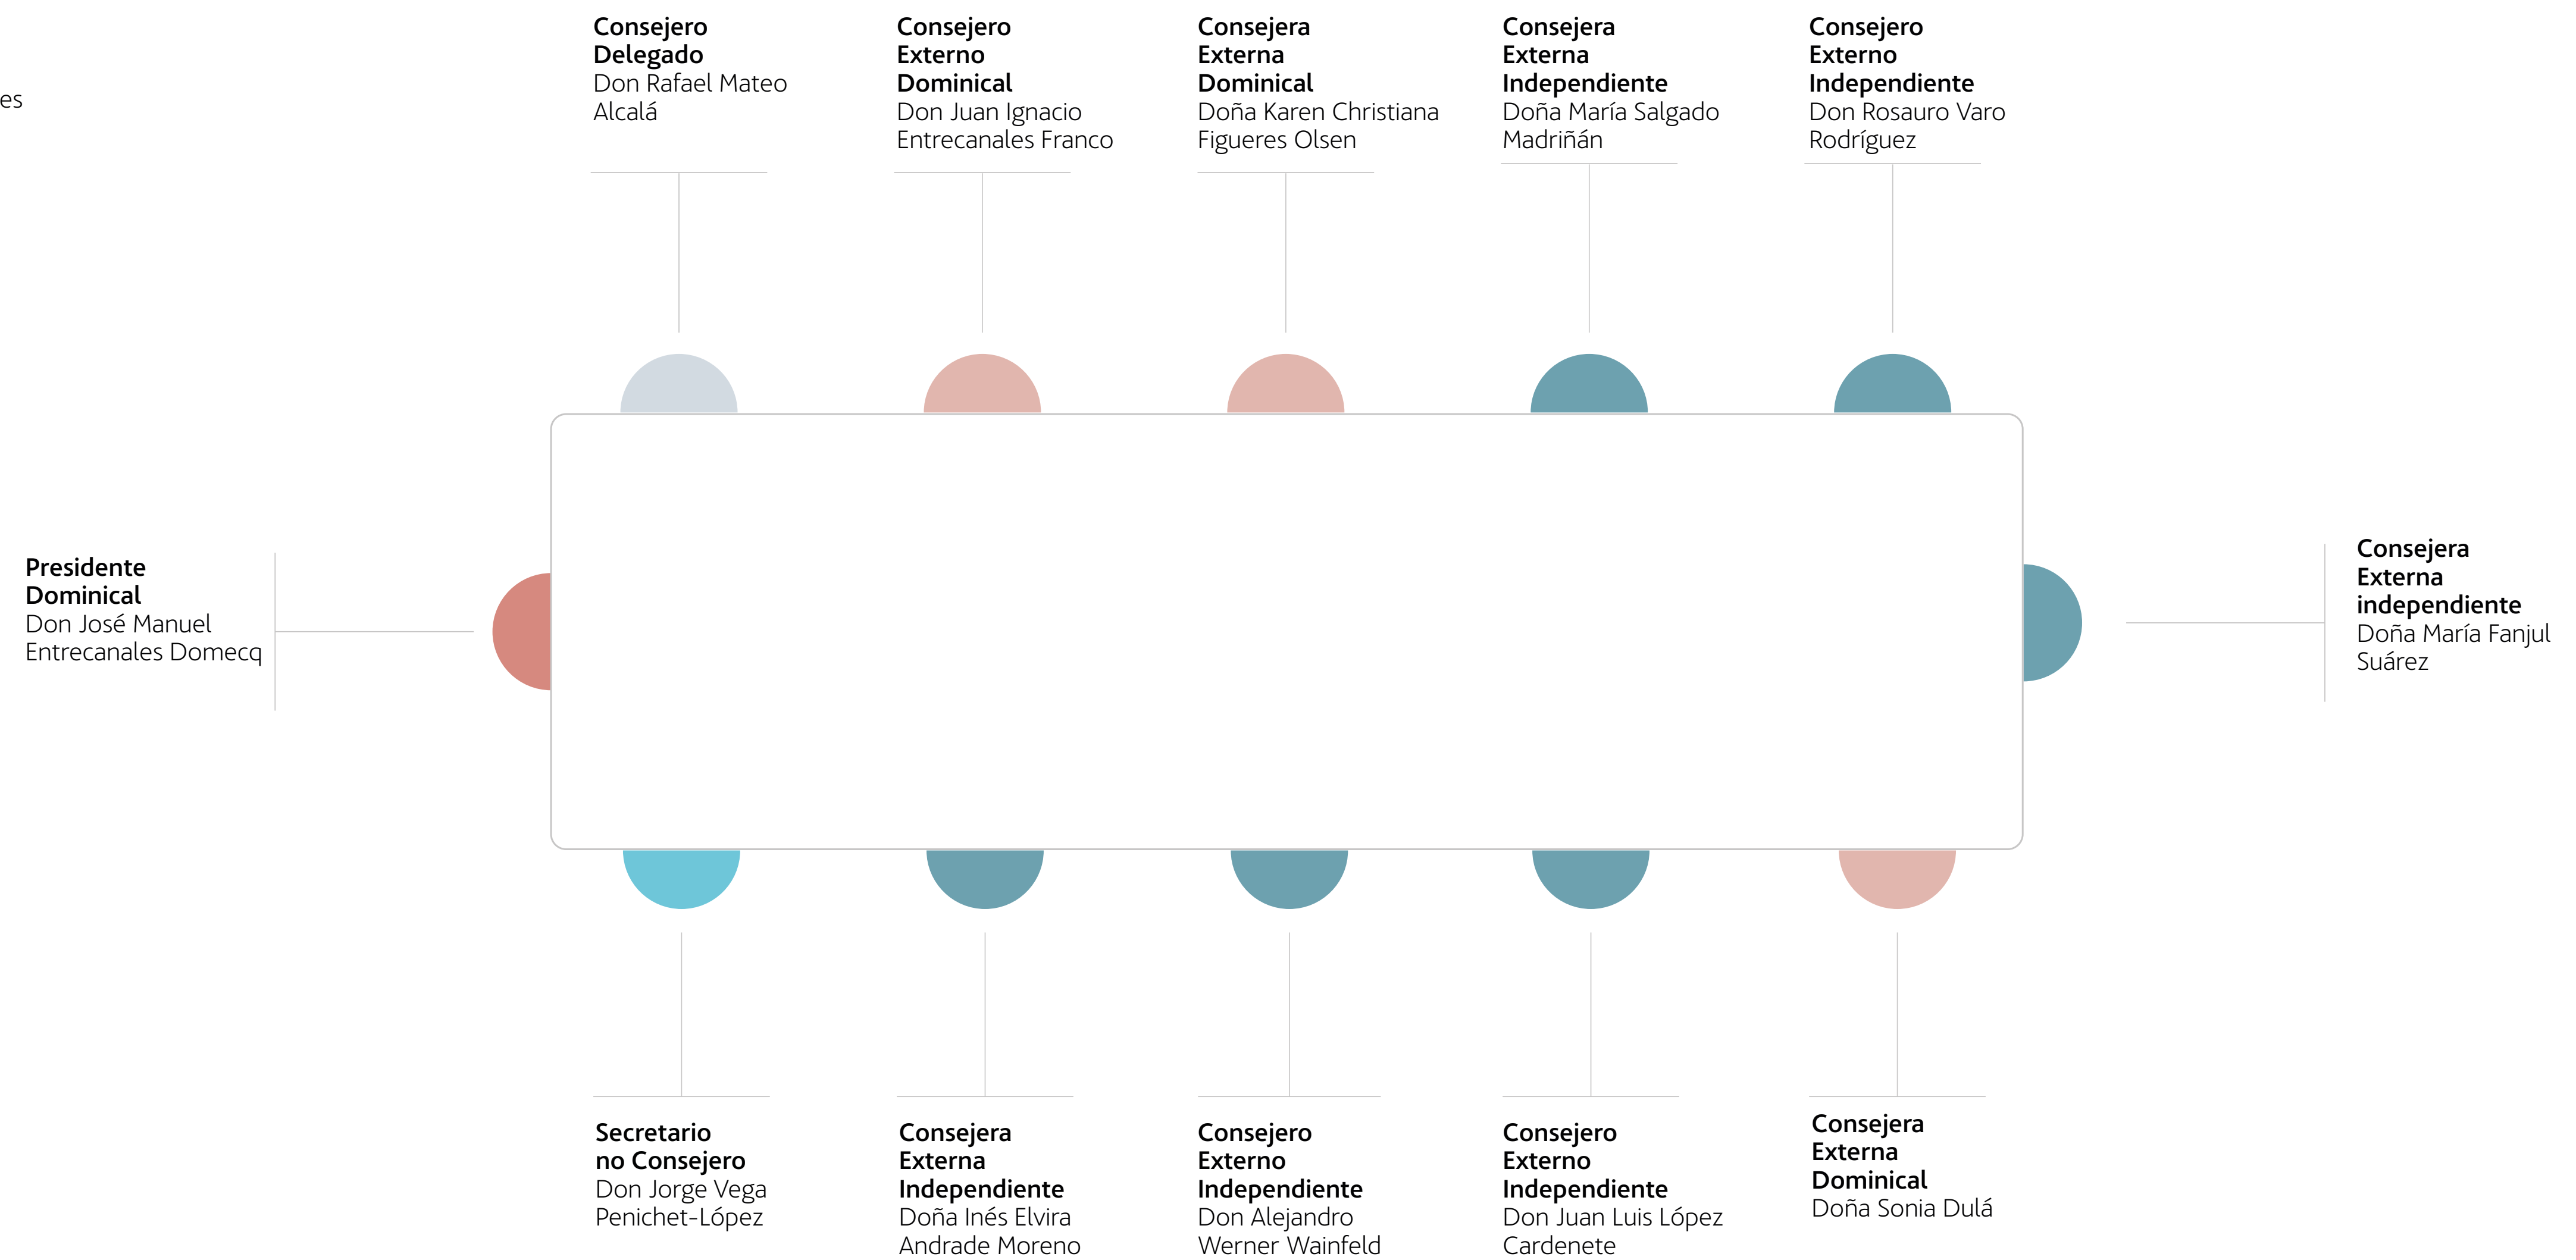 Consejero
Delegado
Don Rafael Mateo
Alcalá
Consejero
Externo
Dominical
Don Juan Ignacio
Entrecanales Franco
Consejera
Externa
Dominical
Doña Karen Christiana
Figueres Olsen
Consejera
Externa
Independiente
Doña María Salgado
Madriñán
Consejero
Externo
Independiente
Don Rosauro Varo
Rodríguez
es
Presidente
Dominical
Don José Manuel
Entrecanales Domecq
Consejera
Externa
independiente
Doña María Fanjul
Suárez
Secretario
no Consejero
Don Jorge Vega
Penichet-López
Consejera
Externa
Independiente
Doña Inés Elvira
Andrade Moreno
Consejero
Externo
Independiente
Don Alejandro
Werner Wainfeld
Consejero
Externo
Independiente
Don Juan Luis López
Cardenete
Consejera
Externa
Dominical
Doña Sonia Dulá